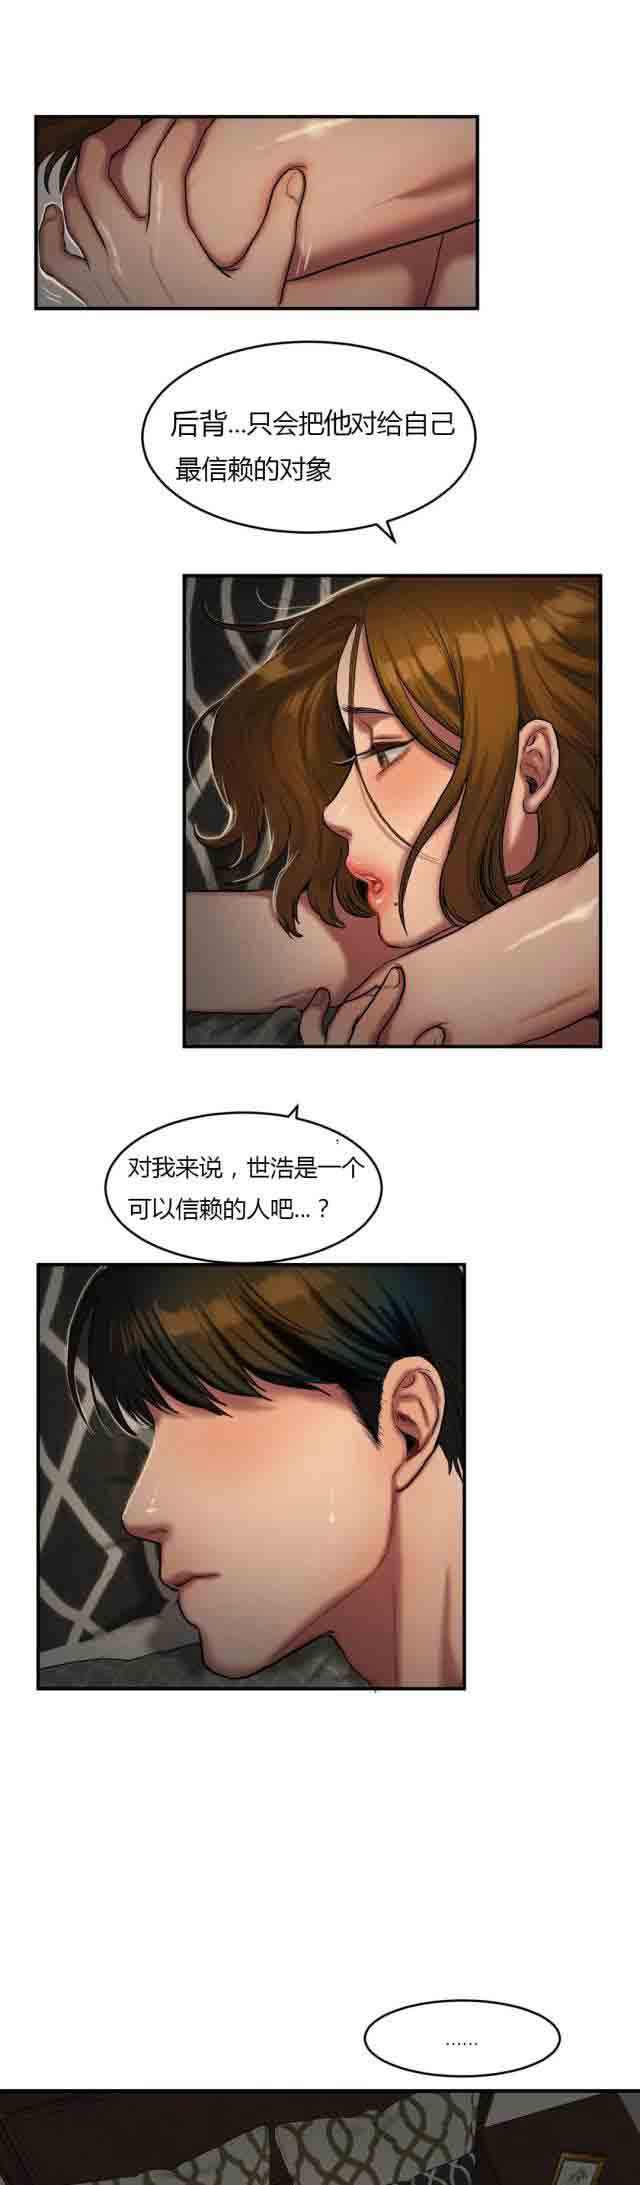 后背...只会把他对给自己
最信赖的对象
对我来说，世浩是一个
可以信赖的人吧...？
......